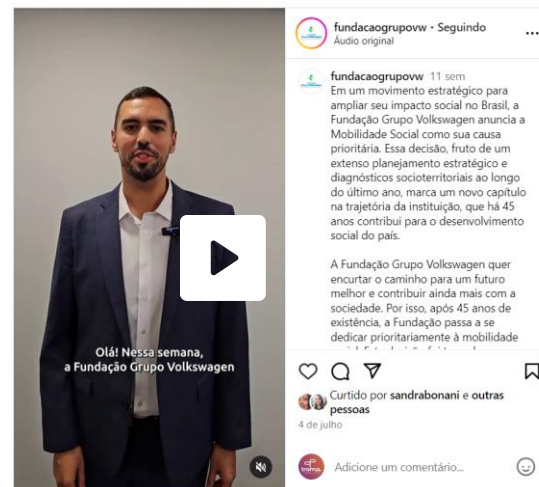 Olá! Nessa semana,
a Fundação Grupo Volkswagen
fundacaogrupovw • Seguindo
Áudio original
...
fundacaogrupovw 11 sem
Em um movimento estratégico para
ampliar seu impacto social no Brasil, a
Fundação Grupo Volkswagen anuncia a
Mobilidade Social como sua causa
prioritária. Essa decisão, fruto de um
extenso planejamento estratégico e
diagnósticos socioterritoriais ao longo
do último ano, marca um novo capítulo
na trajetória da instituição, que há 45
anos contribui para o desenvolvimento
social do país.
A Fundação Grupo Volkswagen quer
encurtar o caminho para um futuro
melhor e contribuir ainda mais com a
sociedade. Por isso, após 45 anos de
existência, a Fundação passa a se
dedicar prioritariamente à mobilidade
Curtido por sandrabonani e outras
pessoas
4 de julho
trama
Adicione um comentário...